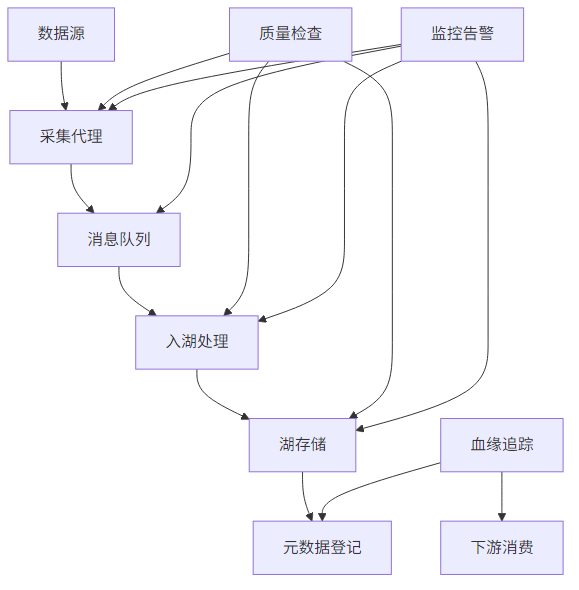 数据源
质量检查
监控告警
采集代理
消息队列
入湖处理
湖存储
血缘追踪
元数据登记
下游消费